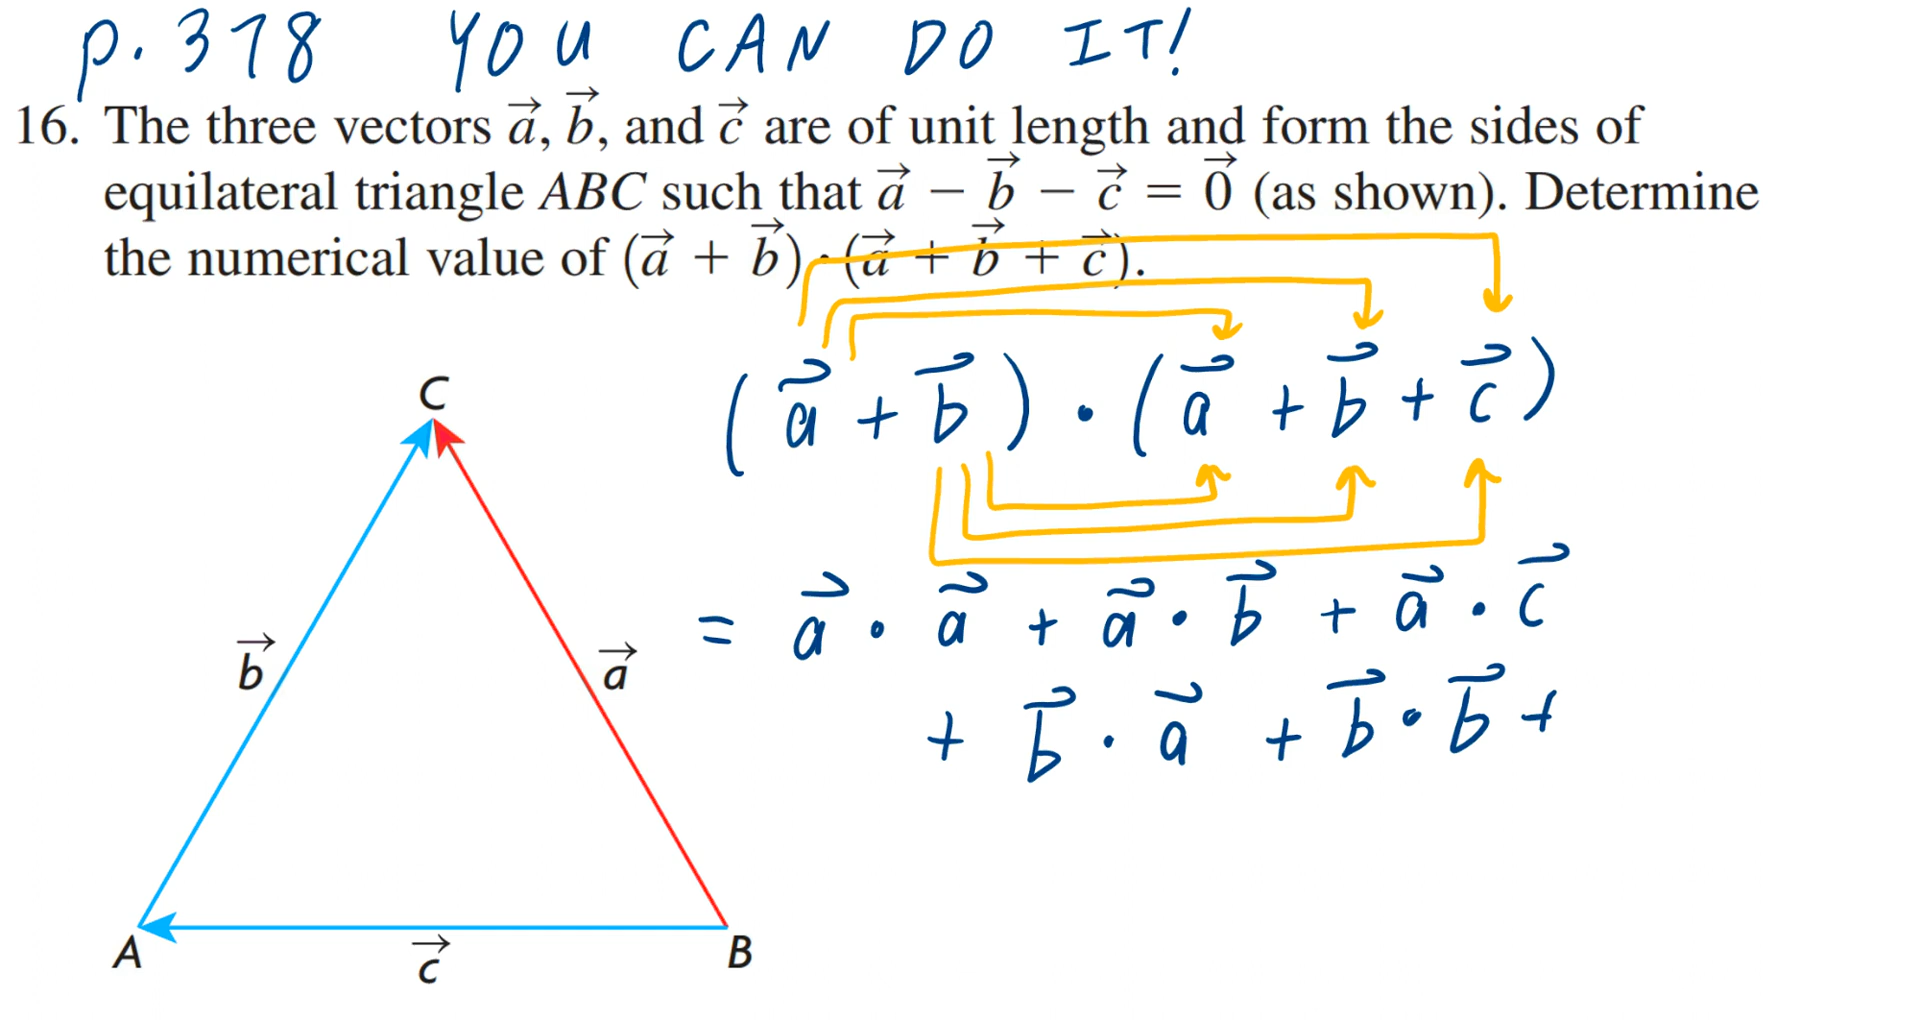 p. 378 YOU CAN DO IT!
16. The three vectors a⃗, b⃗, and c⃗ are of unit length and form the sides of
equilateral triangle ABC such that a⃗ − b⃗ − c⃗ = 0⃗ (as shown). Determine
the numerical value of (a⃗ + b⃗) · (a⃗ + b⃗ + c⃗).
(a⃗ + b⃗) · (a⃗ + b⃗ + c⃗)
= a⃗ · a⃗ + a⃗ · b⃗ + a⃗ · c⃗
+ b⃗ · a⃗ + b⃗ · b⃗ +
C
b⃗
a⃗
A
c⃗
B